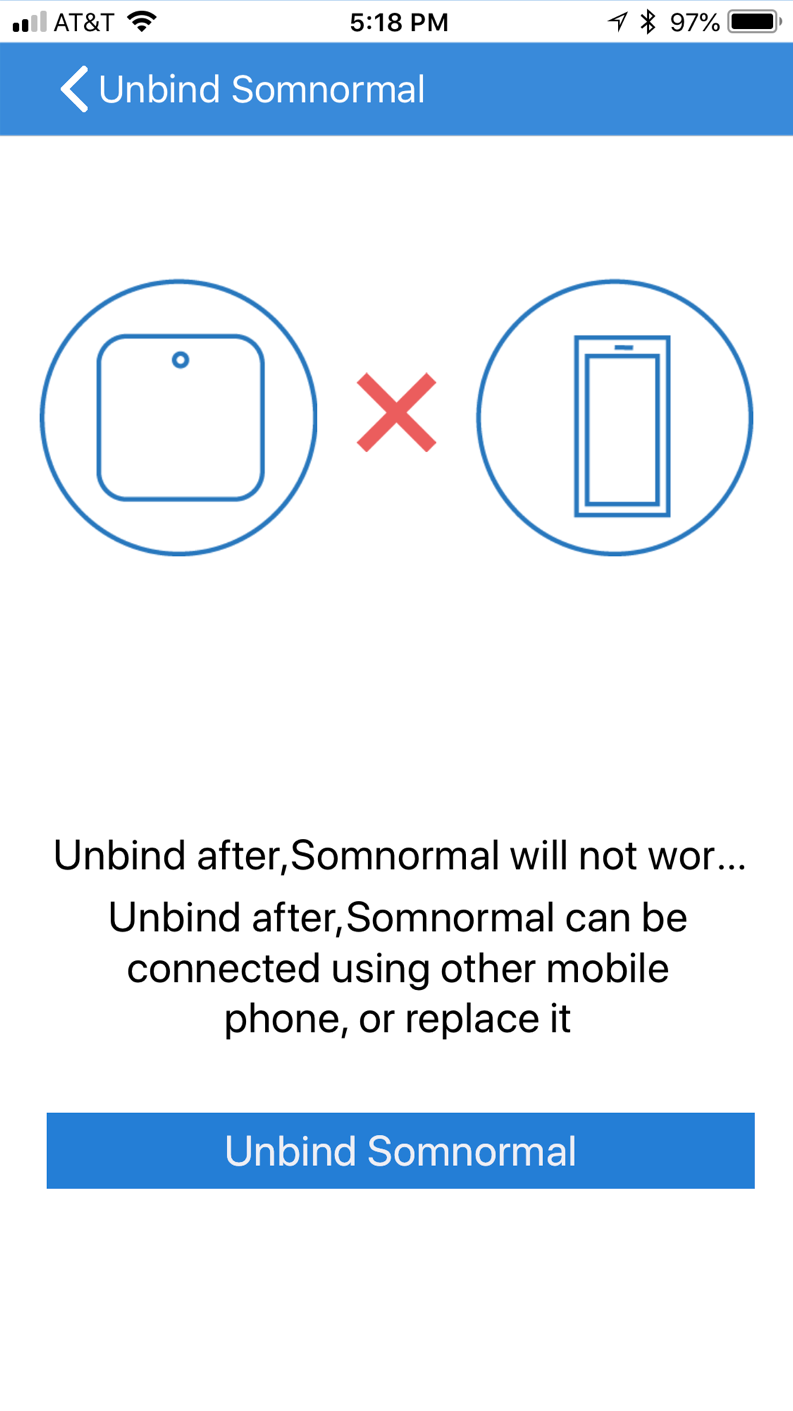 AT&T 5:18 PM 97%
Unbind Somnormal
Unbind after,Somnormal will not wor...
Unbind after,Somnormal can be
connected using other mobile
phone, or replace it
Unbind Somnormal